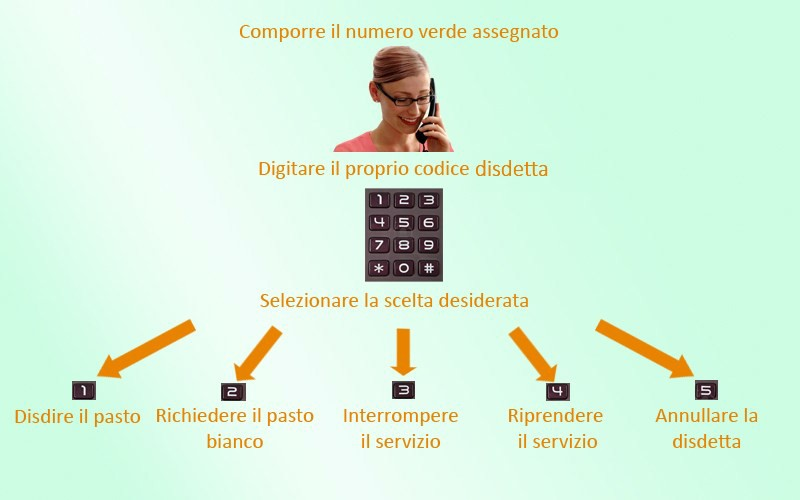 Comporre il numero verde assegnato
Digitare il proprio codice disdetta
1 2 3
4 5 6
7 8 9
* 0 #
Selezionare la scelta desiderata
1
Disdire il pasto
2
Richiedere il pasto
bianco
3
Interrompere
il servizio
4
Riprendere
il servizio
5
Annullare la
disdetta